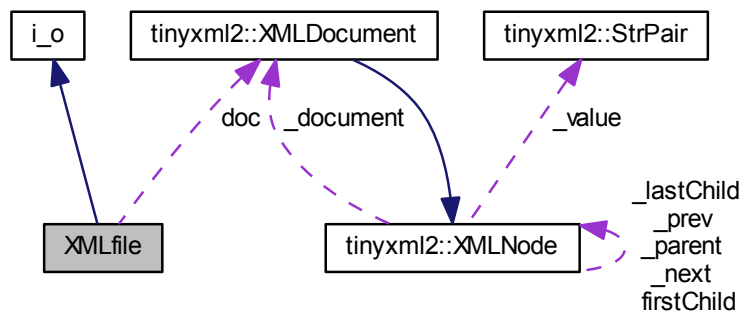 i_o
tinyxml2::XMLDocument
tinyxml2::StrPair
doc
_document
_value
XMLfile
tinyxml2::XMLNode
_lastChild
_prev
_parent
_next
firstChild